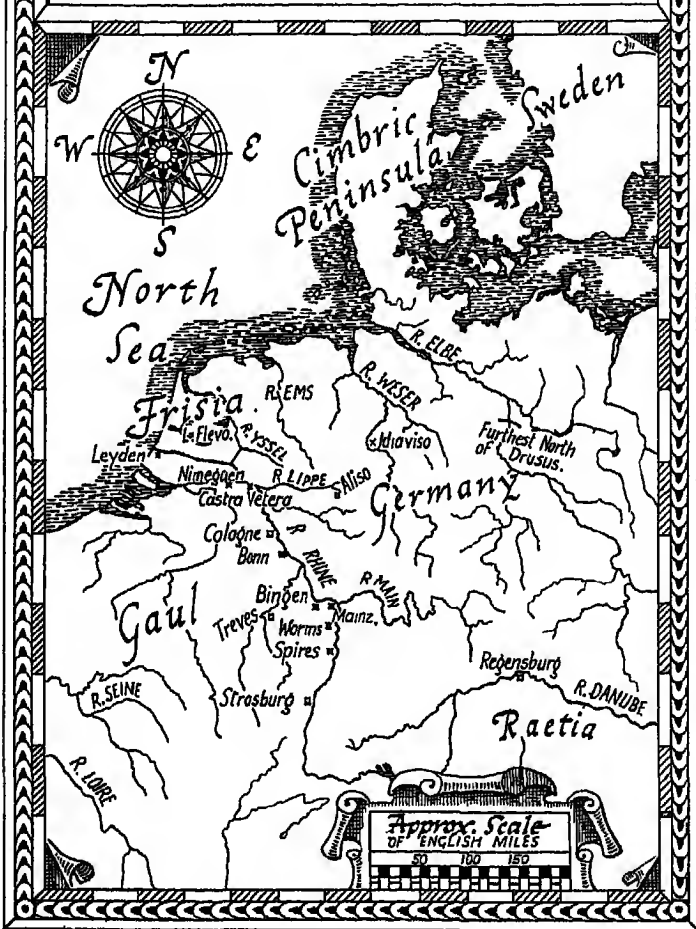 N
W
E
S
Cimbric
Peninsula
Sweden
North
Sea
R. ELBE
R. EMS
R. WESER
Frisia.
L. Flevo.
R. YSSEL
Idiaviso
Furthest North
of Drusus.
Leyden
Nimegaen
R LIPPE
Aliso
Castra Vetera
Germany
Cologne
Bonn
R RHINE
R MAIN
Gaul
Bingen
Mainz.
Treves
Worms
Spires
Regensburg
R. SEINE
Strasburg
R. DANUBE
Raetia
R. LOIRE
Approx. Scale
OF ENGLISH MILES
50 100 150